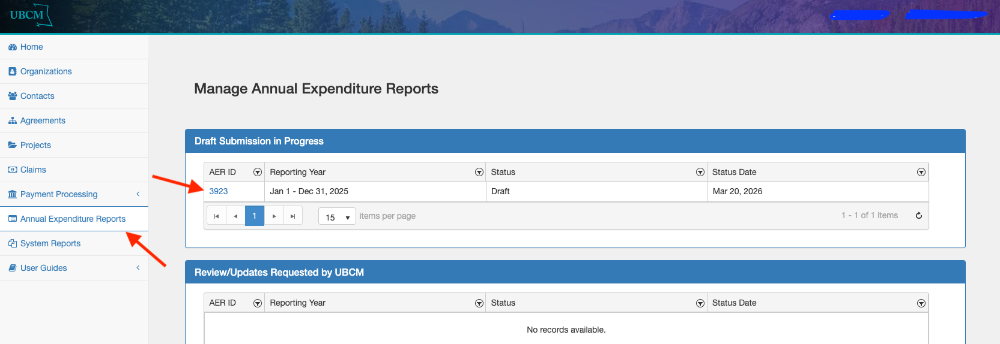 UBCM
Home
Organizations
Contacts
Agreements
Projects
Claims
Payment Processing
Annual Expenditure Reports
System Reports
User Guides
Manage Annual Expenditure Reports
Draft Submission in Progress
AER ID Reporting Year Status Status Date
3923 Jan 1 - Dec 31, 2025 Draft Mar 20, 2026
1 15 items per page 1 - 1 of 1 items
Review/Updates Requested by UBCM
AER ID Reporting Year Status Status Date
No records available.